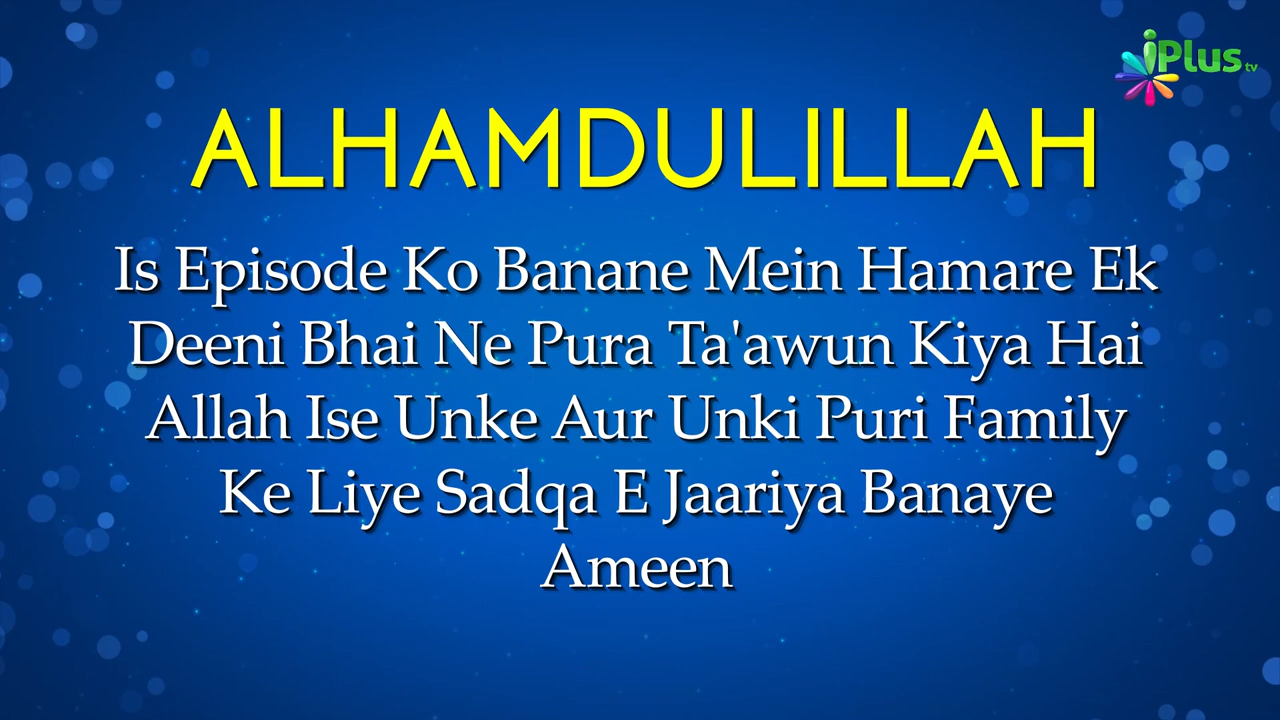 iPlus tv
ALHAMDULILLAH
Is Episode Ko Banane Mein Hamare Ek
Deeni Bhai Ne Pura Ta'awun Kiya Hai
Allah Ise Unke Aur Unki Puri Family
Ke Liye Sadqa E Jaariya Banaye
Ameen